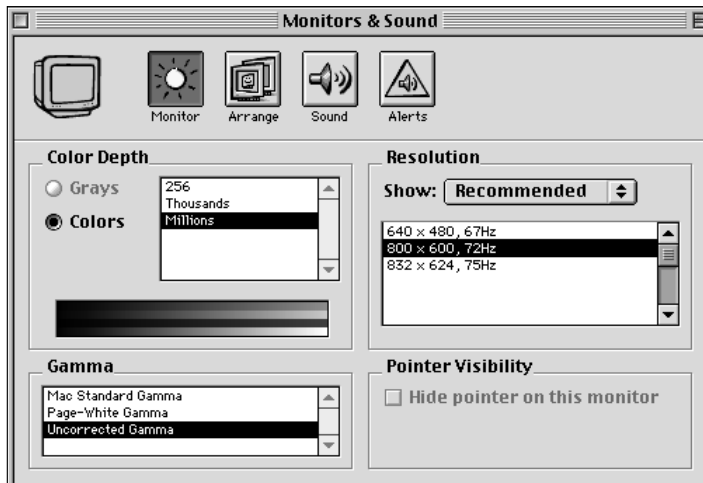 Monitors & Sound
Monitor
Arrange
Sound
Alerts
Color Depth
Grays
Colors
256
Thousands
Millions
Resolution
Show: Recommended
640 x 480, 67Hz
800 x 600, 72Hz
832 x 624, 75Hz
Gamma
Mac Standard Gamma
Page-White Gamma
Uncorrected Gamma
Pointer Visibility
Hide pointer on this monitor